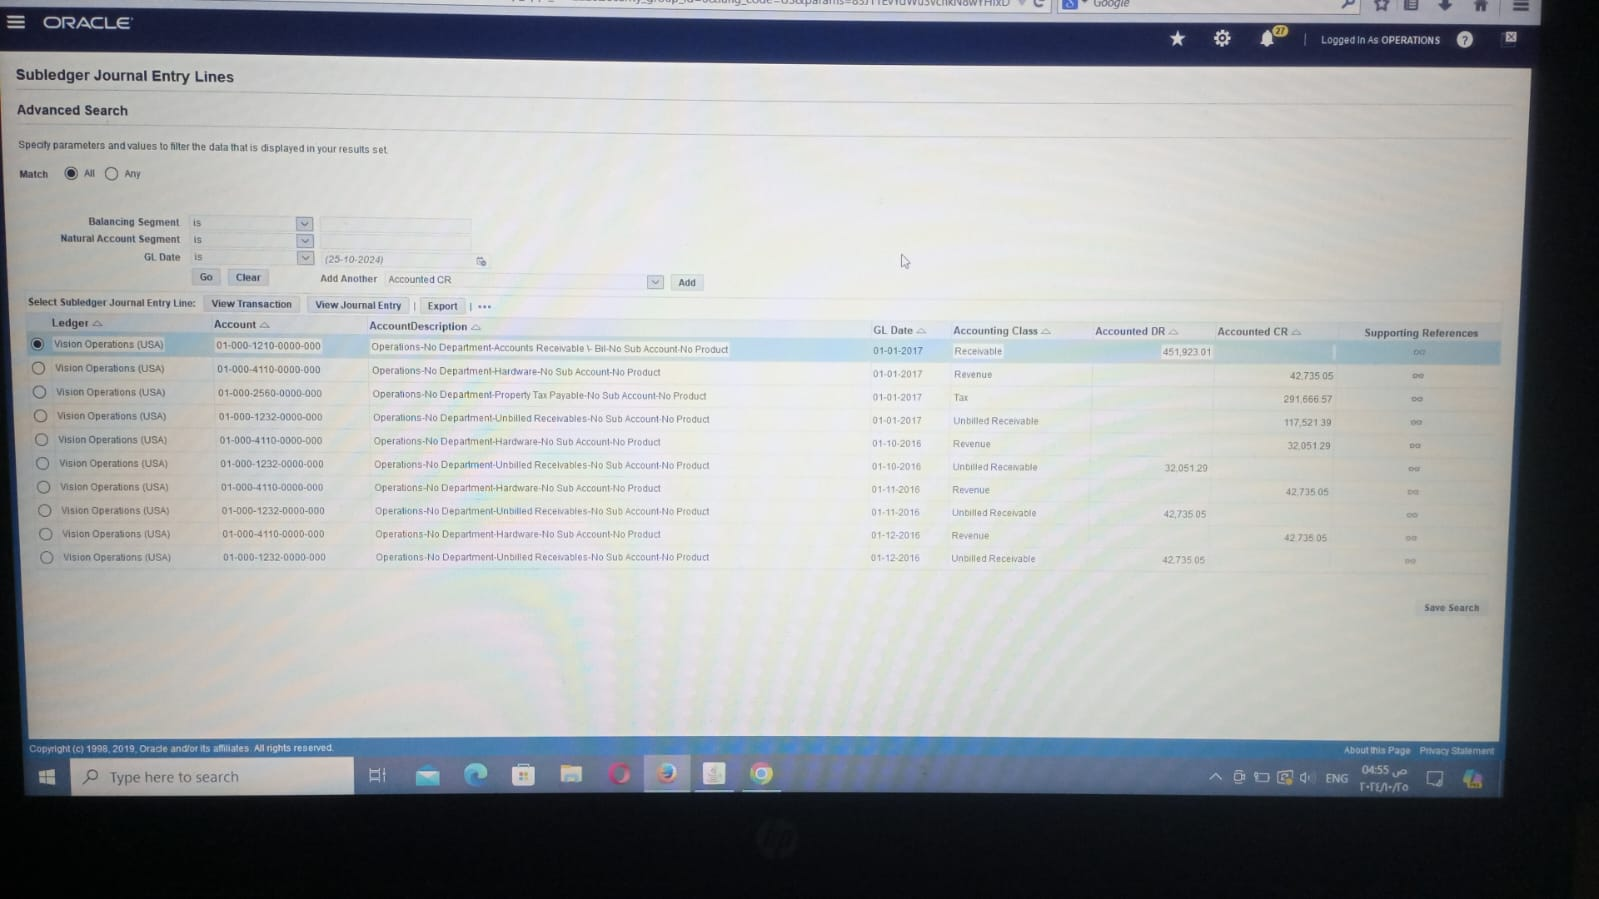 Google
ORACLE
27
Logged In As OPERATIONS
?
Subledger Journal Entry Lines
Advanced Search
Specify parameters and values to filter the data that is displayed in your results set.
Match All Any
Balancing Segment is
Natural Account Segment is
GL Date is (25-10-2024)
Go Clear Add Another Accounted CR Add
Select Subledger Journal Entry Line: View Transaction View Journal Entry | Export | ...
Ledger Account AccountDescription GL Date Accounting Class Accounted DR Accounted CR Supporting References
Vision Operations (USA) 01-000-1210-0000-000 Operations-No Department-Accounts Receivable \- Bil-No Sub Account-No Product 01-01-2017 Receivable 451,923.01
Vision Operations (USA) 01-000-4110-0000-000 Operations-No Department-Hardware-No Sub Account-No Product 01-01-2017 Revenue 42,735.05
Vision Operations (USA) 01-000-2560-0000-000 Operations-No Department-Property Tax Payable-No Sub Account-No Product 01-01-2017 Tax 291,666.57
Vision Operations (USA) 01-000-1232-0000-000 Operations-No Department-Unbilled Receivables-No Sub Account-No Product 01-01-2017 Unbilled Receivable 117,521.39
Vision Operations (USA) 01-000-4110-0000-000 Operations-No Department-Hardware-No Sub Account-No Product 01-10-2016 Revenue 32,051.29
Vision Operations (USA) 01-000-1232-0000-000 Operations-No Department-Unbilled Receivables-No Sub Account-No Product 01-10-2016 Unbilled Receivable 32,051.29
Vision Operations (USA) 01-000-4110-0000-000 Operations-No Department-Hardware-No Sub Account-No Product 01-11-2016 Revenue 42,735.05
Vision Operations (USA) 01-000-1232-0000-000 Operations-No Department-Unbilled Receivables-No Sub Account-No Product 01-11-2016 Unbilled Receivable 42,735.05
Vision Operations (USA) 01-000-4110-0000-000 Operations-No Department-Hardware-No Sub Account-No Product 01-12-2016 Revenue 42,735.05
Vision Operations (USA) 01-000-1232-0000-000 Operations-No Department-Unbilled Receivables-No Sub Account-No Product 01-12-2016 Unbilled Receivable 42,735.05
Save Search
Copyright (c) 1998, 2019, Oracle and/or its affiliates. All rights reserved.
About this Page Privacy Statement
Type here to search
ENG
04:55 ص
٢٠٢٤/١٠/٢٥
hp